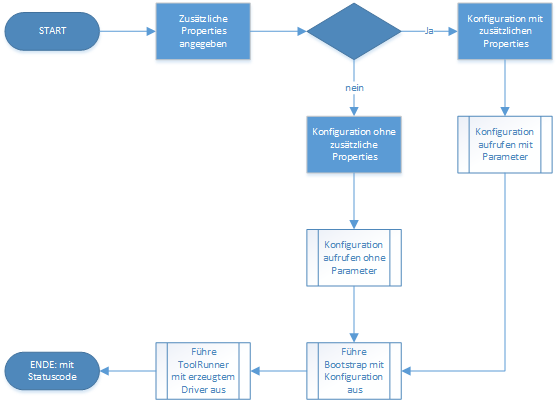 START
Zusätzliche
Properties
angegeben
Ja
Konfiguration mit
zusätzlichen
Properties
nein
Konfiguration ohne
zusätzliche
Properties
Konfiguration
aufrufen mit
Parameter
Konfiguration
aufrufen ohne
Parameter
ENDE: mit
Statuscode
Führe
ToolRunner
mit erzeugtem
Driver aus
Führe
Bootstrap mit
Konfiguration
aus